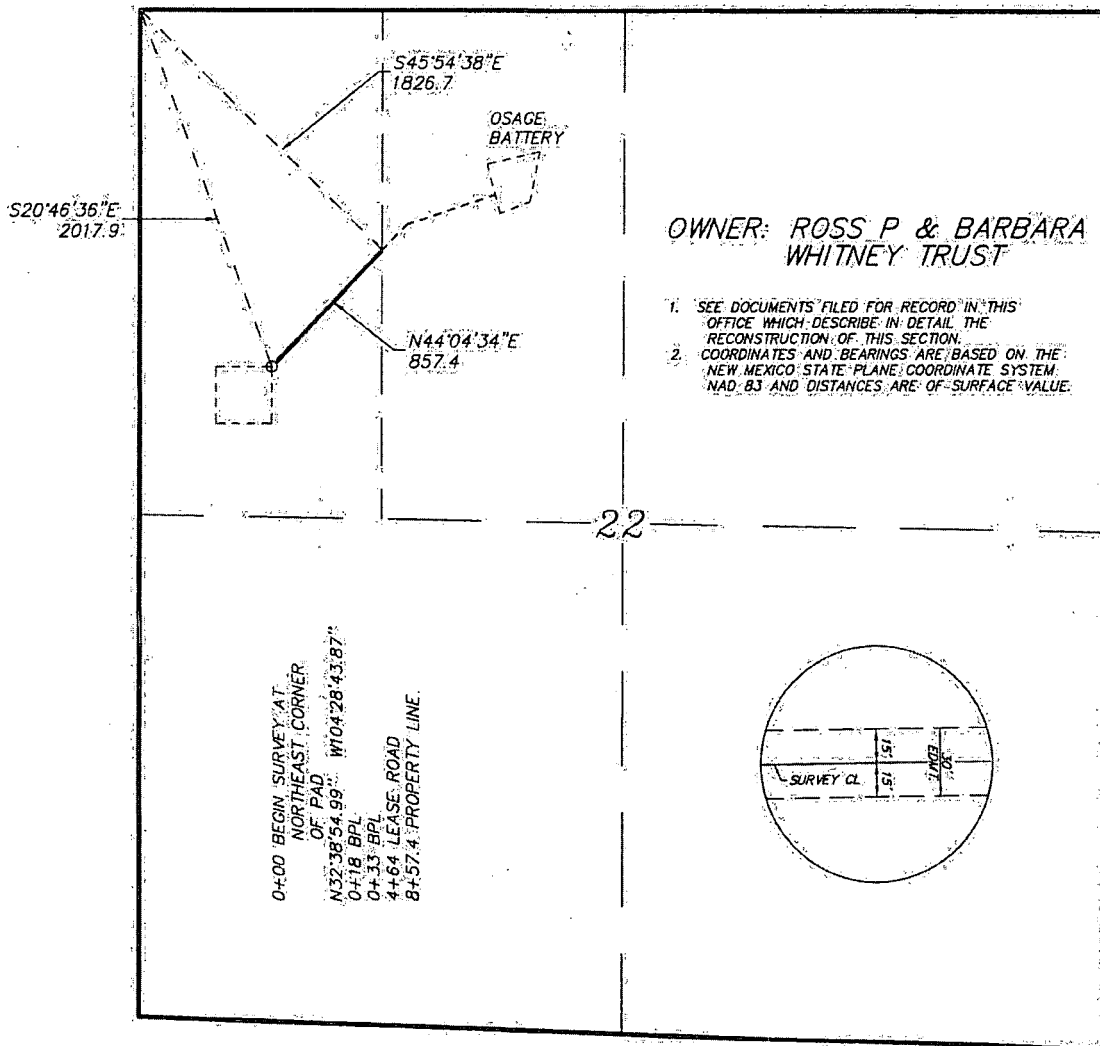 S45°54'38"E
1826.7
OSAGE
BATTERY
S20°46'36"E
2017.9
OWNER: ROSS P & BARBARA
WHITNEY TRUST
1. SEE DOCUMENTS FILED FOR RECORD IN THIS
OFFICE WHICH DESCRIBE IN DETAIL THE
RECONSTRUCTION OF THIS SECTION.
2. COORDINATES AND BEARINGS ARE BASED ON THE
NEW MEXICO STATE PLANE COORDINATE SYSTEM
NAD 83 AND DISTANCES ARE OF SURFACE VALUE.
N44°04'34"E
857.4
22
0+00 BEGIN SURVEY AT
NORTHEAST CORNER
OF PAD
N32°38'54.99" W104°28'43.87"
0+18 BPL
0+33 BPL
4+64 LEASE ROAD
8+57.4 PROPERTY LINE.
15'
15'
30'
ESMT.
SURVEY CL